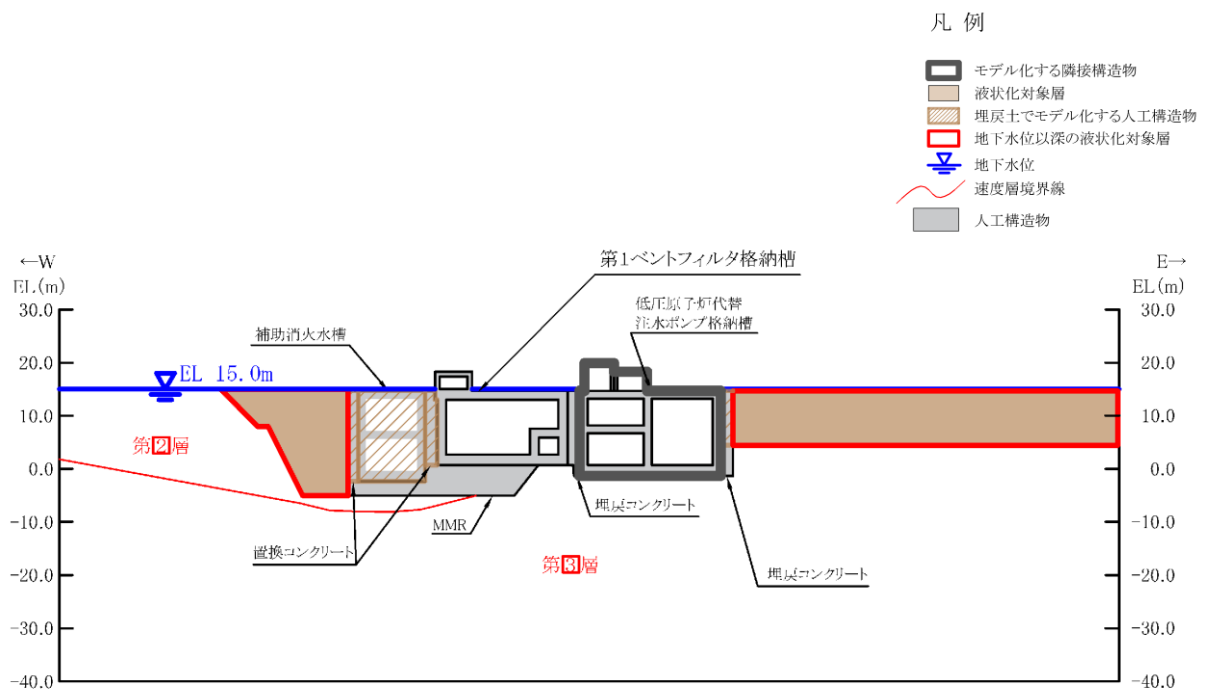 凡 例
モデル化する隣接構造物
液状化対象層
埋戻土でモデル化する人工構造物
地下水位以深の液状化対象層
地下水位
速度層境界線
人工構造物
←W
EL(m)
E→
EL(m)
第1ベントフィルタ格納槽
低圧原子炉代替
注水ポンプ格納槽
補助消火水槽
EL 15.0m
30.0
20.0
10.0
0.0
-10.0
-20.0
-30.0
-40.0
30.0
20.0
10.0
0.0
-10.0
-20.0
-30.0
-40.0
第2層
埋戻コンクリート
MMR
置換コンクリート
第3層
埋戻コンクリート